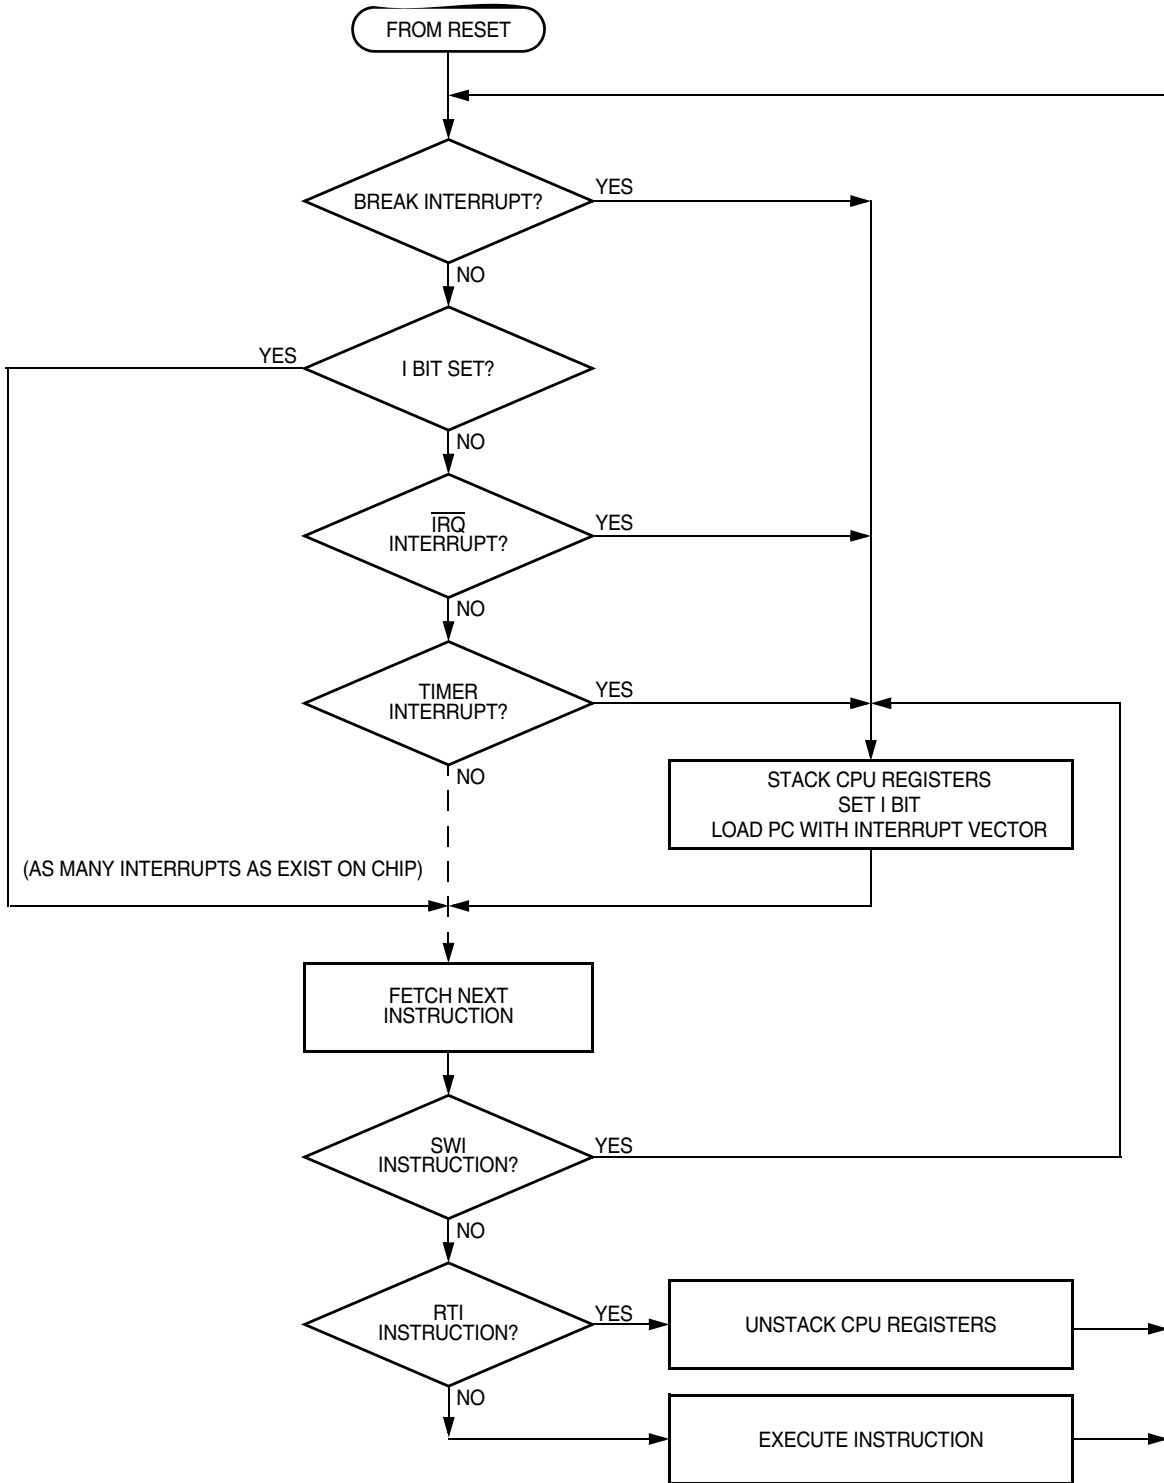 FROM RESET
BREAK INTERRUPT?
YES
NO
YES
I BIT SET?
NO
IRQ
INTERRUPT?
YES
NO
TIMER
INTERRUPT?
YES
NO
STACK CPU REGISTERS
SET I BIT
LOAD PC WITH INTERRUPT VECTOR
(AS MANY INTERRUPTS AS EXIST ON CHIP)
FETCH NEXT
INSTRUCTION
SWI
INSTRUCTION?
YES
NO
RTI
INSTRUCTION?
YES
UNSTACK CPU REGISTERS
NO
EXECUTE INSTRUCTION